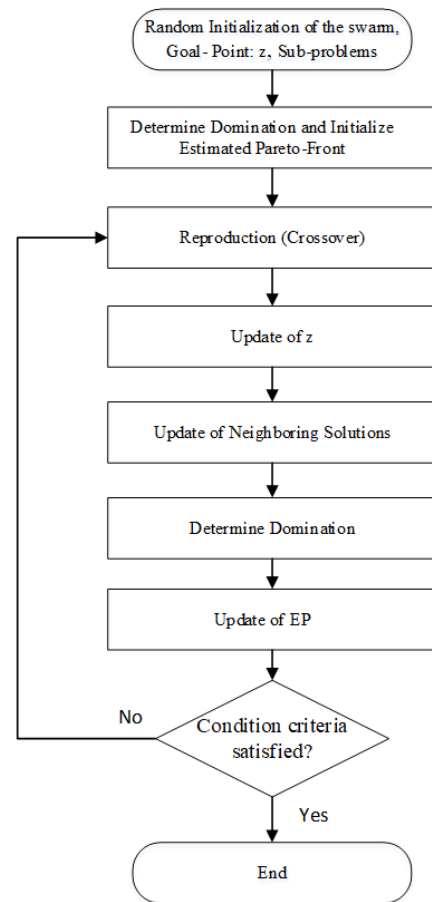 Random Initialization of the swarm,
Goal- Point: z, Sub-problems
Determine Domination and Initialize
Estimated Pareto-Front
Reproduction (Crossover)
Update of z
Update of Neighboring Solutions
Determine Domination
Update of EP
Condition criteria
satisfied?
No
Yes
End